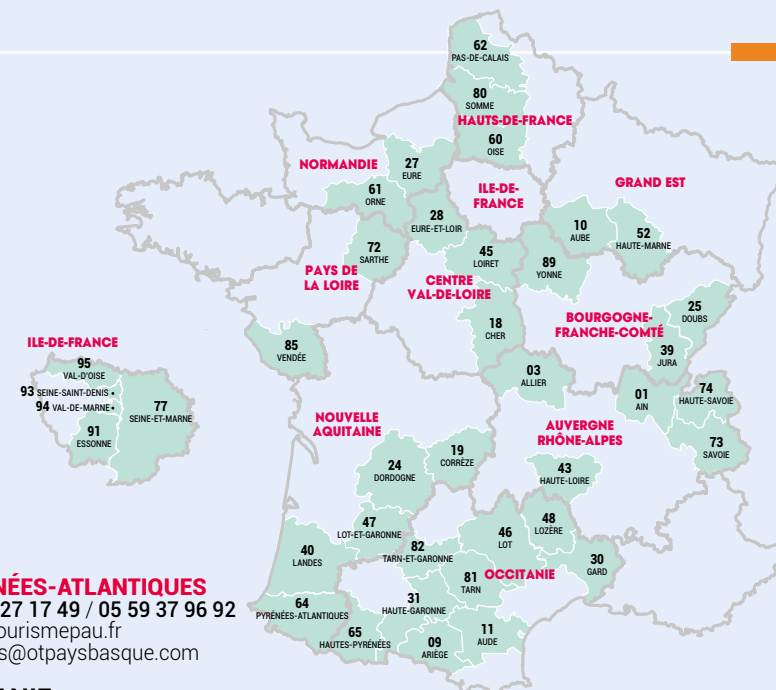 62
PAS-DE-CALAIS
80
SOMME
HAUTS-DE-FRANCE
60
OISE
NORMANDIE
27
EURE
61
ORNE
ILE-DE-
FRANCE
GRAND EST
28
EURE-ET-LOIR
10
AUBE
52
HAUTE-MARNE
72
SARTHE
45
LOIRET
89
YONNE
PAYS DE
LA LOIRE
CENTRE
VAL-DE-LOIRE
25
DOUBS
BOURGOGNE-
FRANCHE-COMTÉ
18
CHER
39
JURA
85
VENDÉE
ILE-DE-FRANCE
95
VAL-D'OISE
93 SEINE-SAINT-DENIS
94 VAL-DE-MARNE
77
SEINE-ET-MARNE
91
ESSONNE
03
ALLIER
01
AIN
74
HAUTE-SAVOIE
NOUVELLE
AQUITAINE
AUVERGNE
RHÔNE-ALPES
73
SAVOIE
19
CORRÈZE
24
DORDOGNE
43
HAUTE-LOIRE
47
LOT-ET-GARONNE
46
LOT
48
LOZÈRE
40
LANDES
82
TARN-ET-GARONNE
30
GARD
81
TARN
OCCITANIE
31
HAUTE-GARONNE
64
PYRÉNÉES-ATLANTIQUES
65
HAUTES-PYRÉNÉES
09
ARIÈGE
11
AUDE
NÉES-ATLANTIQUES
27 17 49 / 05 59 37 96 92
ourismepau.fr
s@otpaysbasque.com